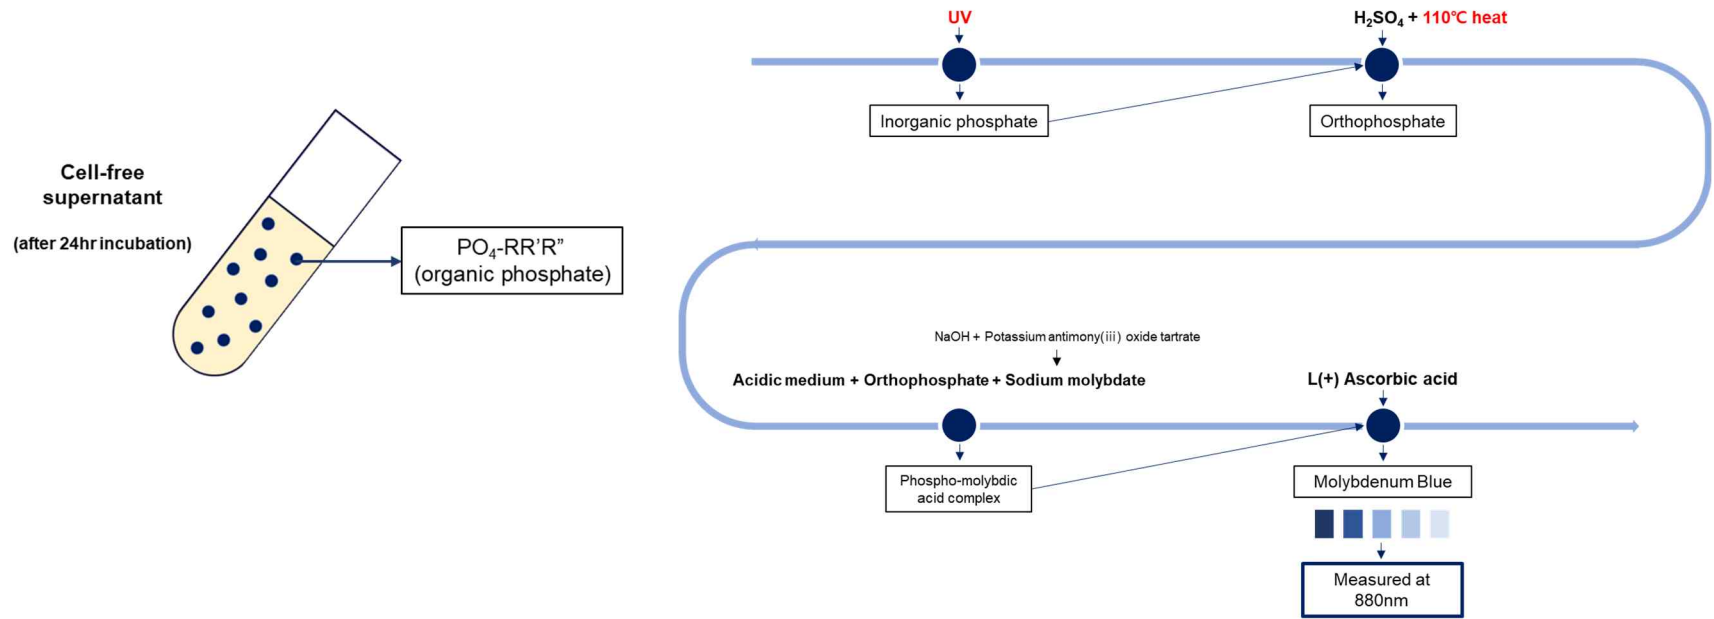 Cell-free
supernatant
(after 24hr incubation)
PO₄-RR’R”
(organic phosphate)
UV
Inorganic phosphate
H₂SO₄ + 110℃ heat
Orthophosphate
NaOH + Potassium antimony(ⅲ) oxide tartrate
Acidic medium + Orthophosphate + Sodium molybdate
Phospho-molybdic
acid complex
L(+) Ascorbic acid
Molybdenum Blue
Measured at
880nm